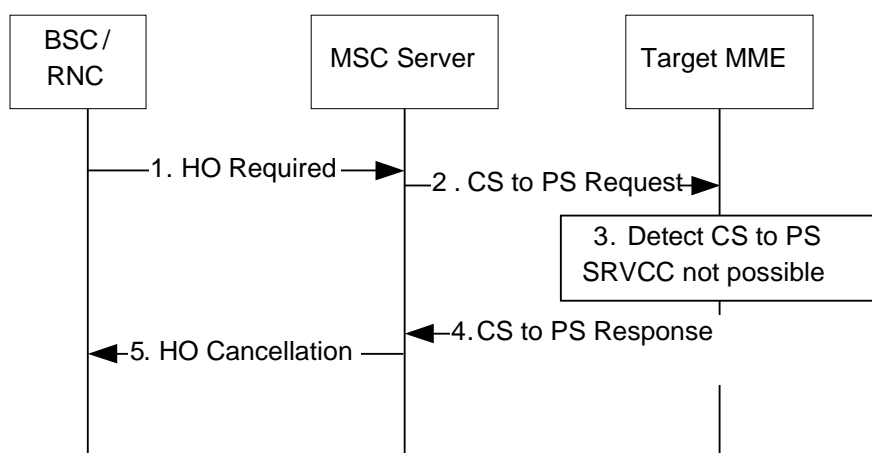 BSC/
RNC
MSC Server
Target MME
1. HO Required
2 . CS to PS Request
3. Detect CS to PS
SRVCC not possible
4.CS to PS Response
5. HO Cancellation